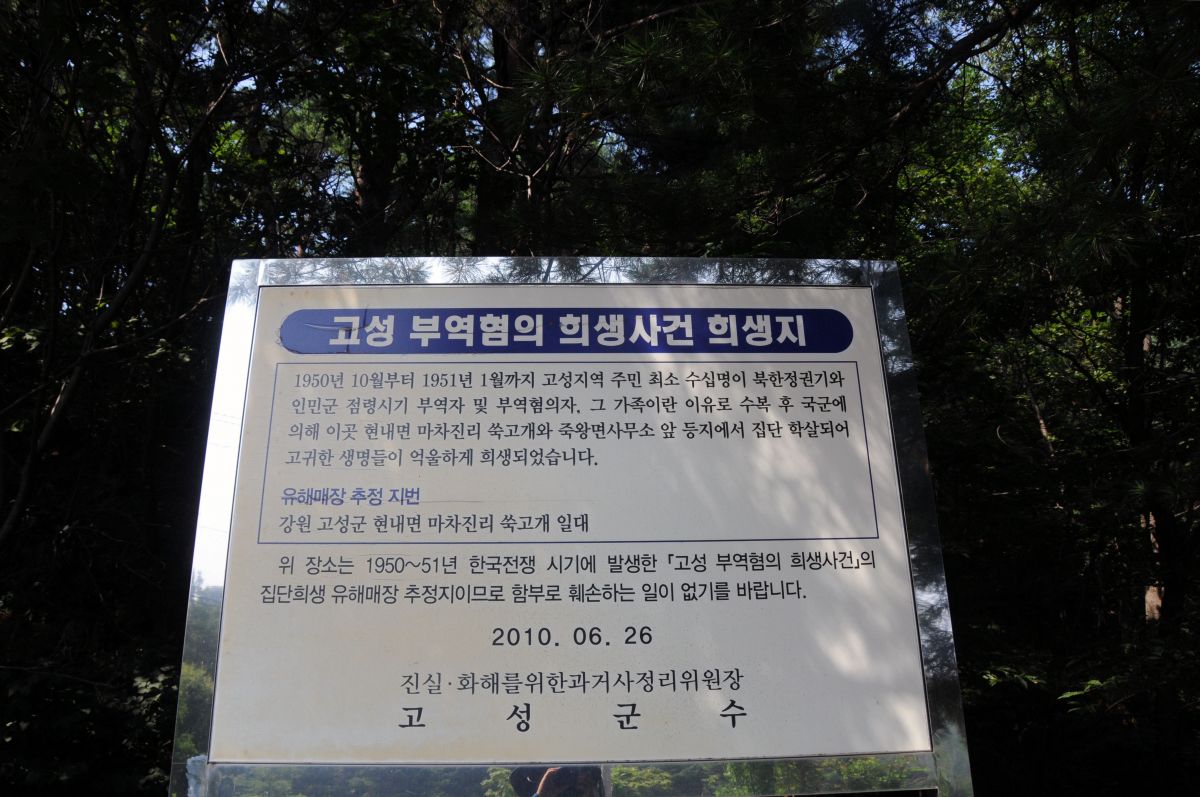 고성 부역혐의 희생사건 희생지
1950년 10월부터 1951년 1월까지 고성지역 주민 최소 수십명이 북한정권기와
인민군 점령시기 부역자 및 부역혐의자, 그 가족이란 이유로 수복 후 국군에
의해 이곳 현내면 마차진리 쑥고개와 죽왕면사무소 앞 등지에서 집단 학살되어
고귀한 생명들이 억울하게 희생되었습니다.
유해매장 추정 지번
강원 고성군 현내면 마차진리 쑥고개 일대
위 장소는 1950~51년 한국전쟁 시기에 발생한 「고성 부역혐의 희생사건」의
집단희생 유해매장 추정지이므로 함부로 훼손하는 일이 없기를 바랍니다.
2010. 06. 26
진실·화해를위한과거사정리위원장
고 성 군 수